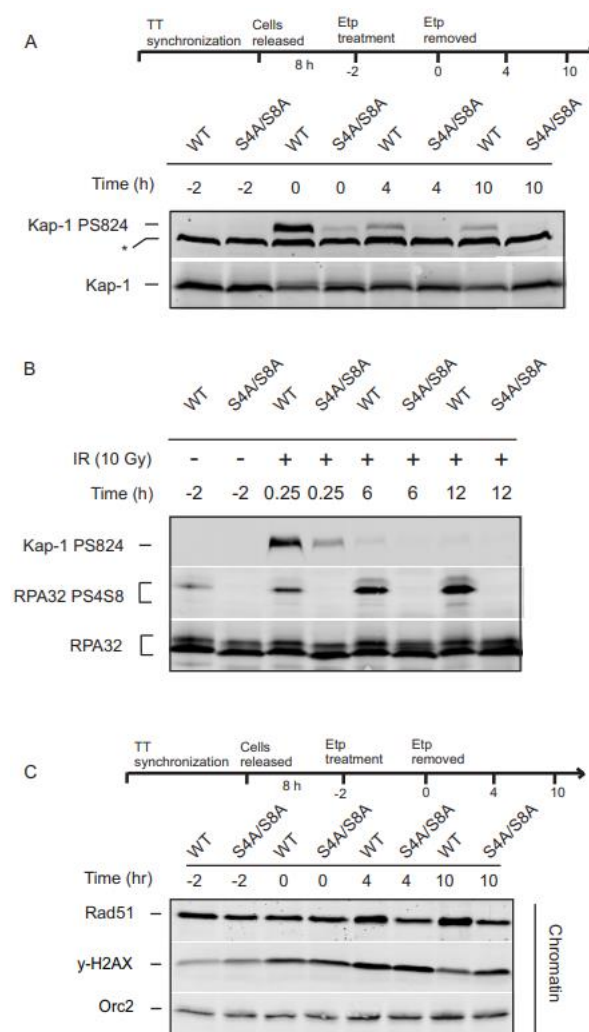 A
TT synchronization
Cells released
Etp treatment
Etp removed
8 h -2 0 4 10
WT S4A/S8A WT S4A/S8A WT S4A/S8A WT S4A/S8A
Time (h) -2 -2 0 0 4 4 10 10
Kap-1 PS824
*
Kap-1
B
WT S4A/S8A WT S4A/S8A WT S4A/S8A WT S4A/S8A
IR (10 Gy) - - + + + + + +
Time (h) -2 -2 0.25 0.25 6 6 12 12
Kap-1 PS824
RPA32 PS4S8
RPA32
C
TT synchronization
Cells released
Etp treatment
Etp removed
8 h -2 0 4 10
WT S4A/S8A WT S4A/S8A WT S4A/S8A WT S4A/S8A
Time (hr) -2 -2 0 0 4 4 10 10
Rad51
y-H2AX
Orc2
Chromatin